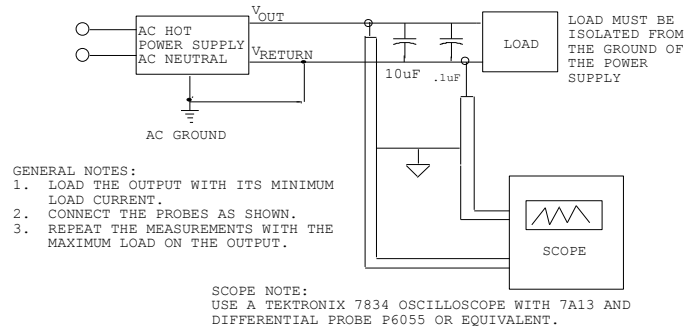 V OUT
AC HOT
POWER SUPPLY
AC NEUTRAL
V RETURN
10uF
.1uF
LOAD
LOAD MUST BE
ISOLATED FROM
THE GROUND OF
THE POWER
SUPPLY
AC GROUND
GENERAL NOTES:
1. LOAD THE OUTPUT WITH ITS MINIMUM
LOAD CURRENT.
2. CONNECT THE PROBES AS SHOWN.
3. REPEAT THE MEASUREMENTS WITH THE
MAXIMUM LOAD ON THE OUTPUT.
SCOPE
SCOPE NOTE:
USE A TEKTRONIX 7834 OSCILLOSCOPE WITH 7A13 AND
DIFFERENTIAL PROBE P6055 OR EQUIVALENT.